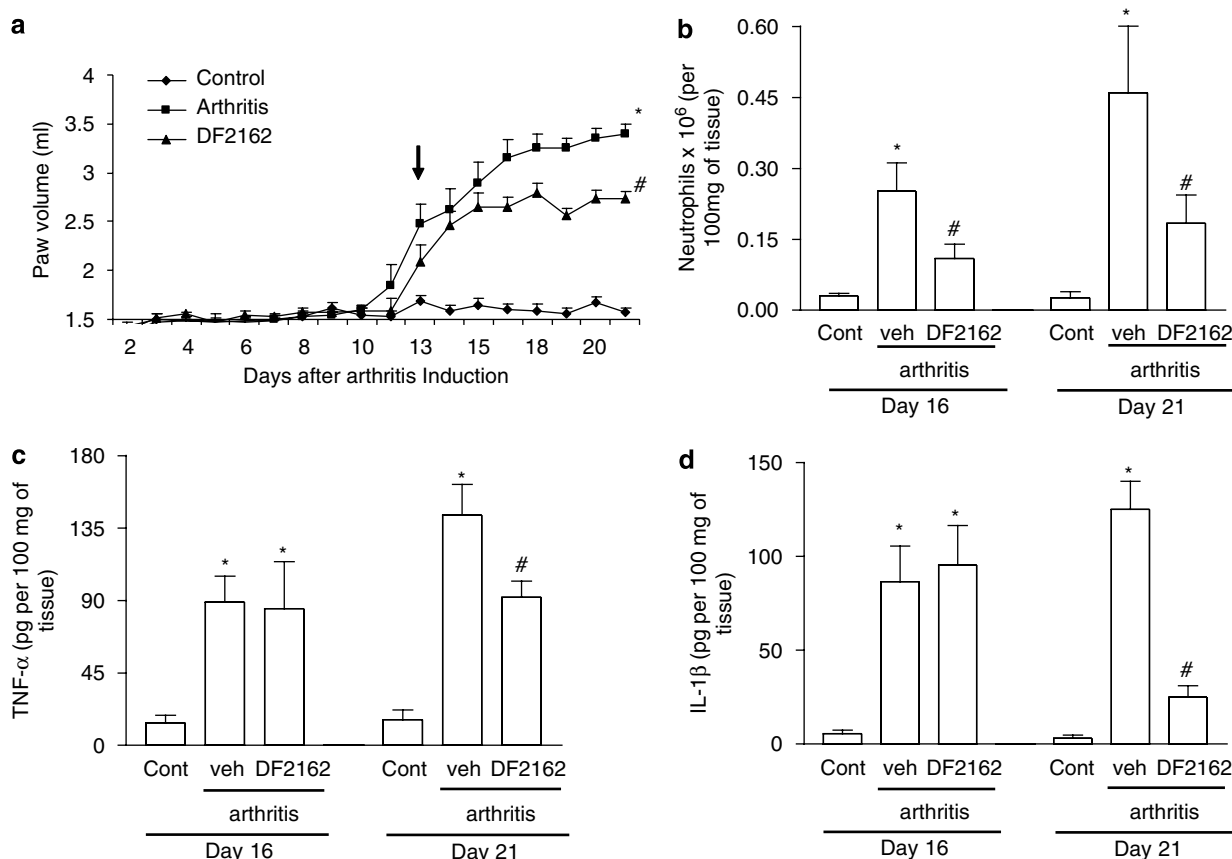 a
Control
Arthritis
DF2162
Paw volume (ml)
4
3.5
3
2.5
2
1.5
*
#
2 4 6 8 10 13 15 18 20
Days after arthritis Induction
b
Neutrophils x 10⁶ (per
100mg of tissue)
0.60
0.45
0.30
0.15
0.00
* # * #
Cont veh DF2162 Cont veh DF2162
arthritis arthritis
Day 16 Day 21
c
TNF-α (pg per 100 mg of
tissue)
180
135
90
45
0
* * * #
Cont veh DF2162 Cont veh DF2162
arthritis arthritis
Day 16 Day 21
d
IL-1β (pg per 100 mg of
tissue)
150
100
50
0
* * * #
Cont veh DF2162 Cont veh DF2162
arthritis arthritis
Day 16 Day 21